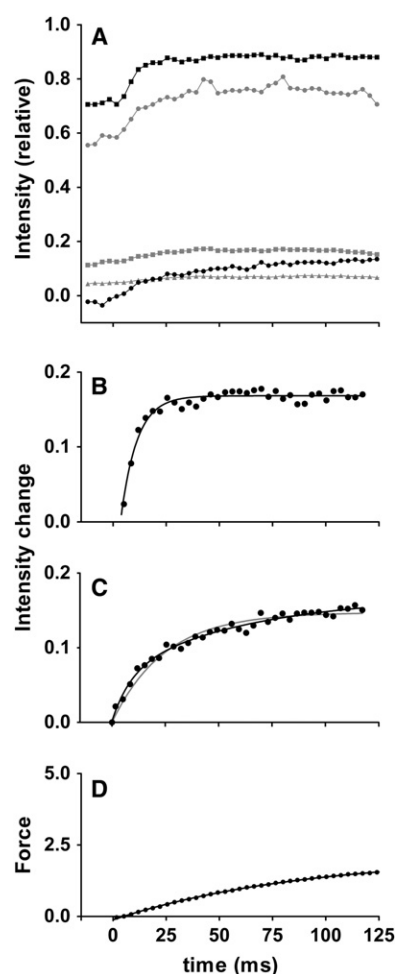 A
1.0
0.8
0.6
0.4
0.2
0.0
Intensity (relative)
B
0.2
0.1
0.0
C
0.2
0.1
0.0
Intensity change
D
5.0
2.5
0.0
Force
0 25 50 75 100 125
time (ms)